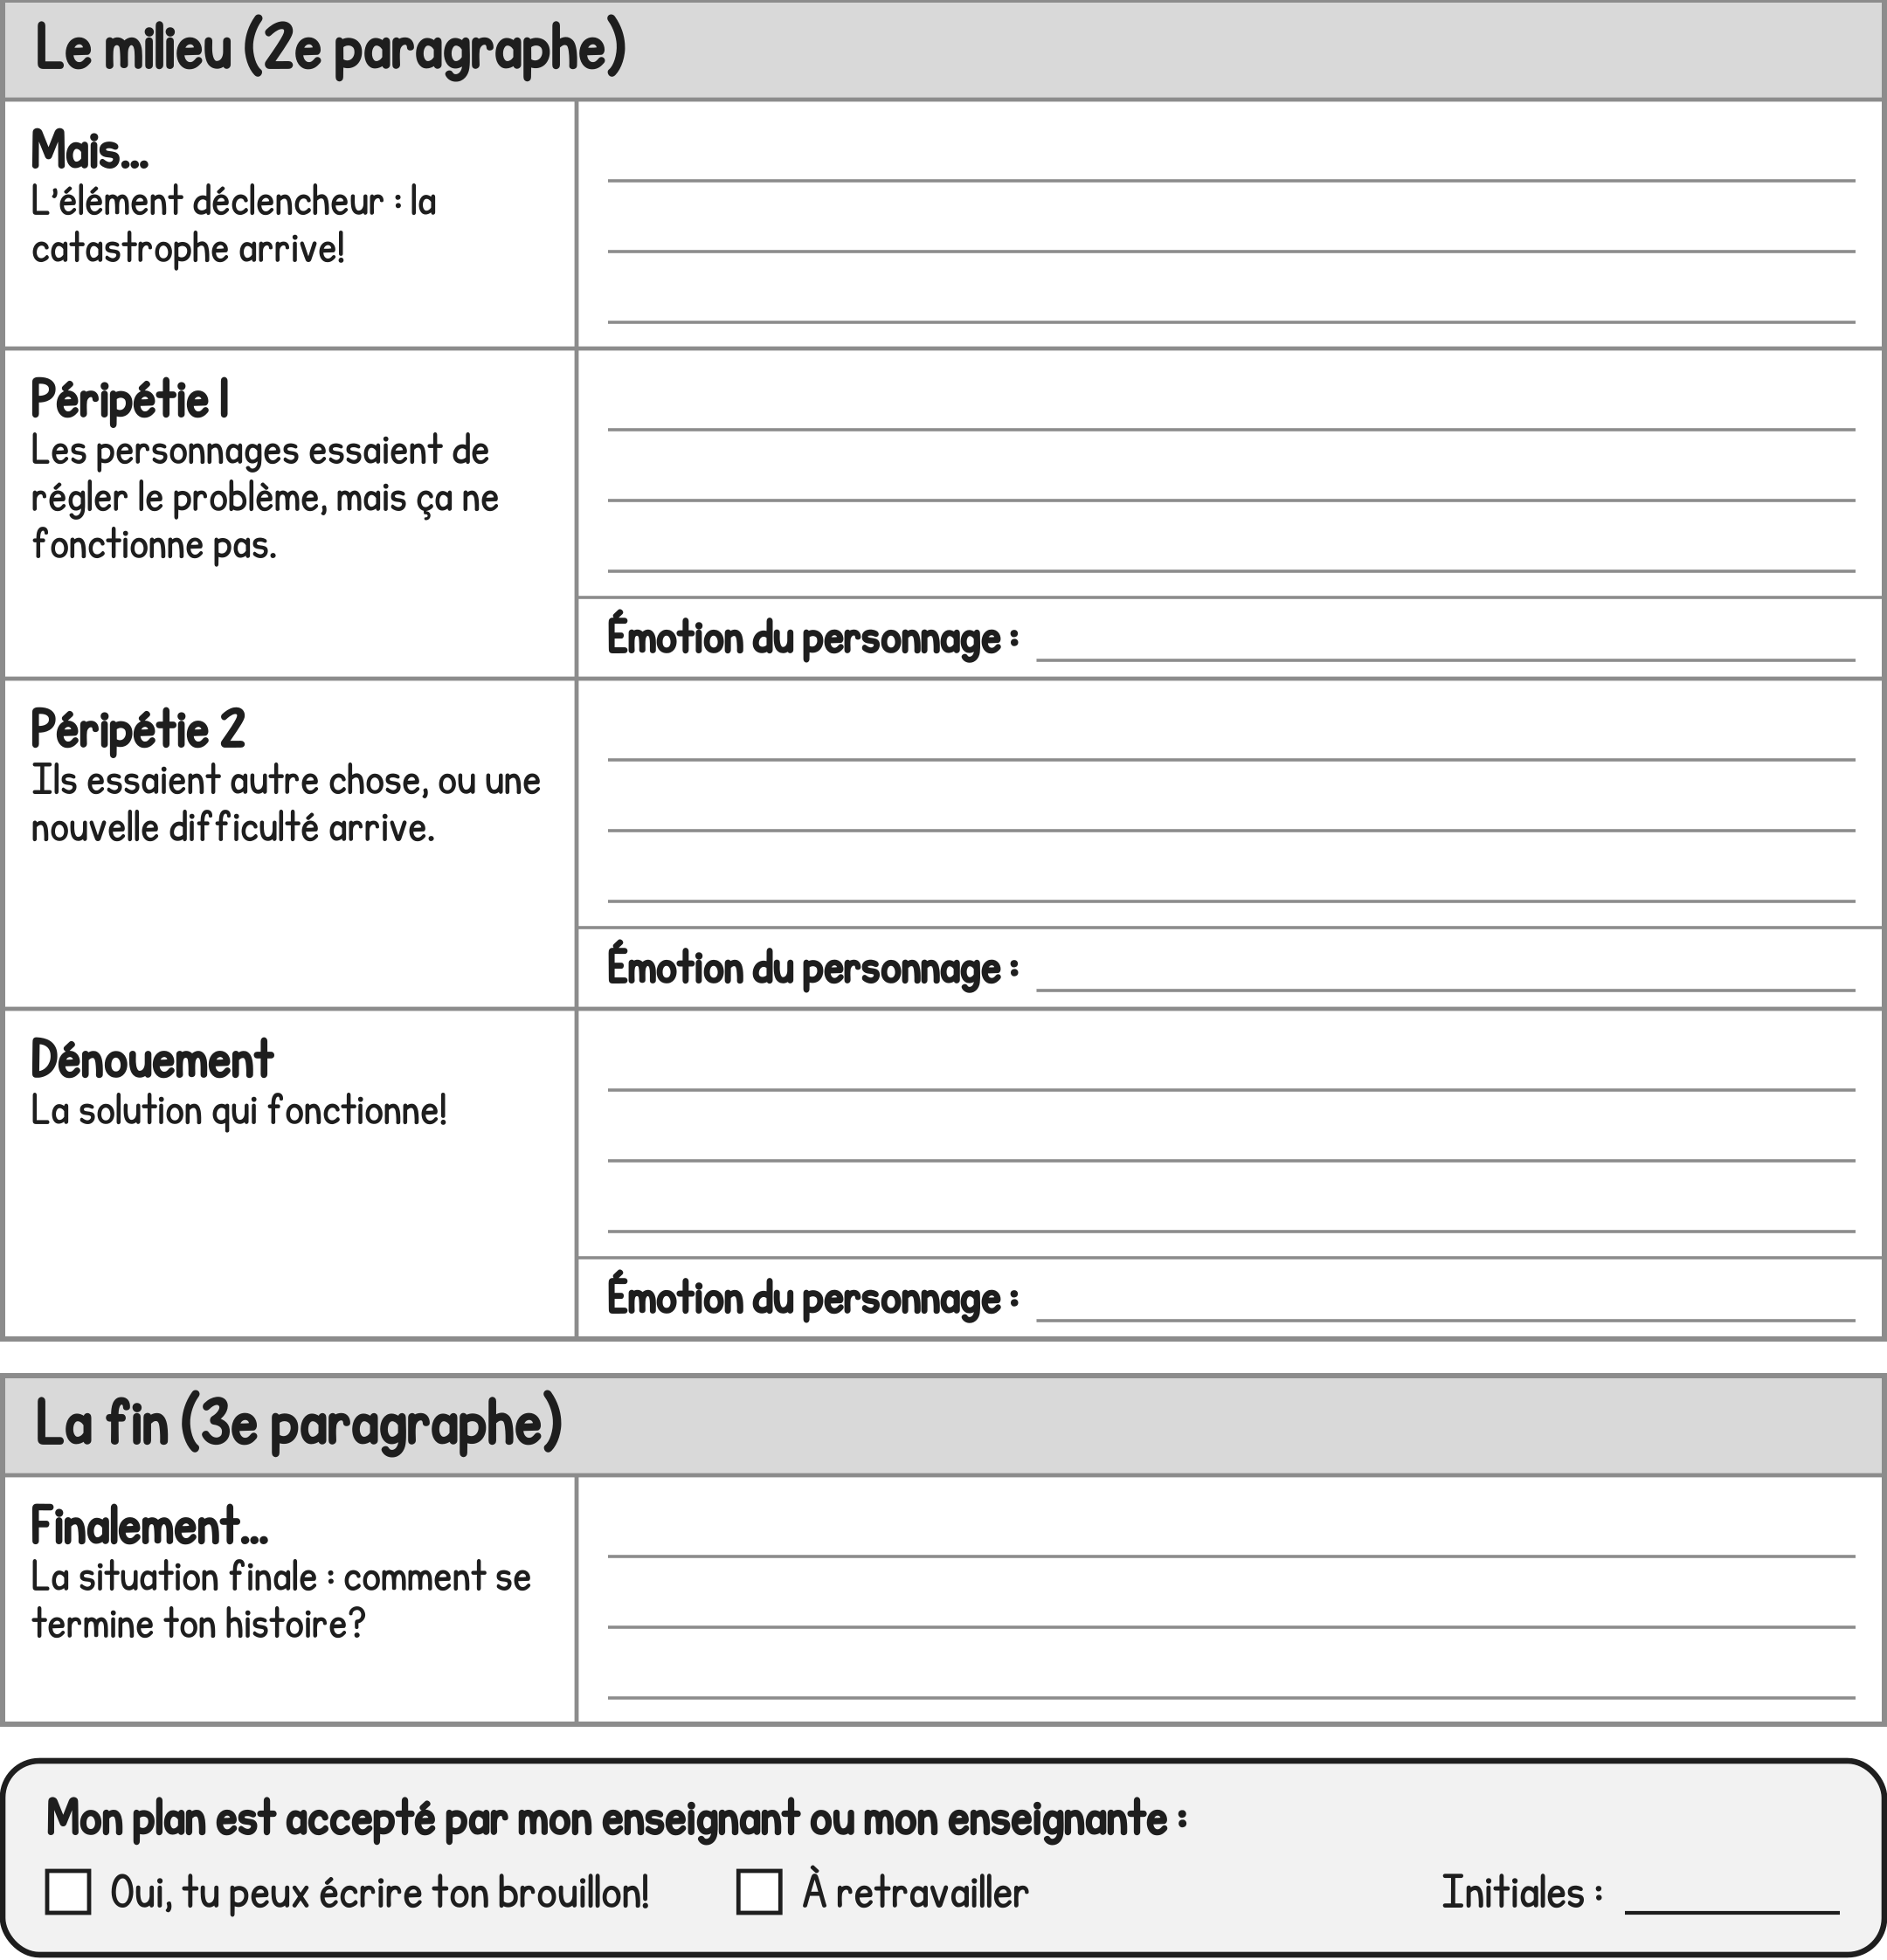 Le milieu (2e paragraphe)
Mais...
L'élément déclencheur : la
catastrophe arrive!
Péripétie 1
Les personnages essaient de
régler le problème, mais ça ne
fonctionne pas.
Émotion du personnage :
Péripétie 2
Ils essaient autre chose, ou une
nouvelle difficulté arrive.
Émotion du personnage :
Dénouement
La solution qui fonctionne!
Émotion du personnage :
La fin (3e paragraphe)
Finalement...
La situation finale : comment se
termine ton histoire?
Mon plan est accepté par mon enseignant ou mon enseignante :
Oui, tu peux écrire ton brouillon! À retravailler Initiales :